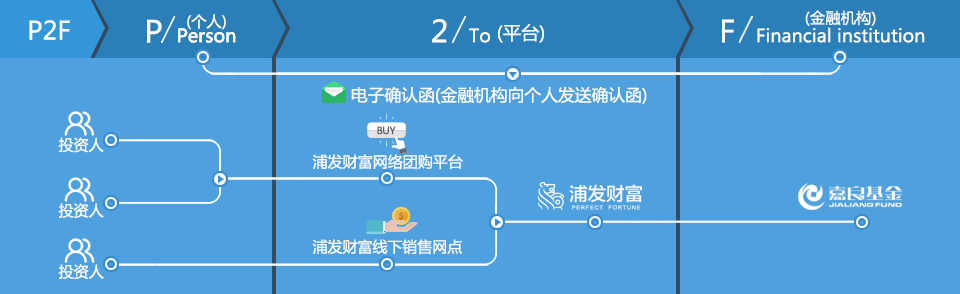 P2F
P/
(个人)
Person
2/To (平台)
F/
(金融机构)
Financial institution
电子确认函(金融机构向个人发送确认函)
投资人
BUY
浦发财富网络团购平台
投资人
浦发财富
PERFECT FORTUNE
嘉良基金
JIALIANG FUND
投资人
浦发财富线下销售网点